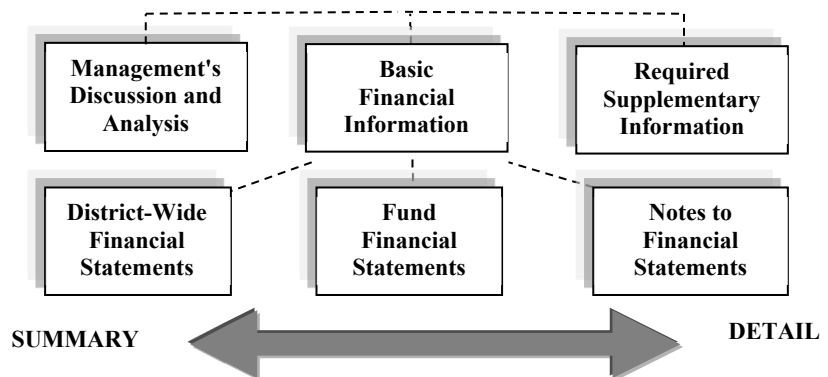 Management's
Discussion and
Analysis
Basic
Financial
Information
Required
Supplementary
Information
District-Wide
Financial
Statements
Fund
Financial
Statements
Notes to
Financial
Statements
SUMMARY
DETAIL